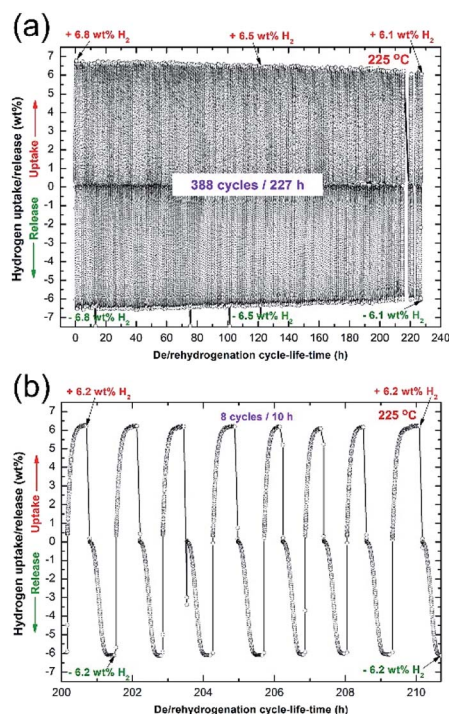 (a)
+ 6.8 wt% H2
+ 6.5 wt% H2
+ 6.1 wt% H2
225 °C
Hydrogen uptake/release (wt%)
Release
Uptake
7
6
5
4
3
2
1
0
-1
-2
-3
-4
-5
-6
-7
388 cycles / 227 h
- 6.8 wt% H2
- 6.5 wt% H2
- 6.1 wt% H2
0 20 40 60 80 100 120 140 160 180 200 220 240
De/rehydrogenation cycle-life-time (h)
(b)
+ 6.2 wt% H2
+ 6.2 wt% H2
8 cycles / 10 h
225 °C
Hydrogen uptake/release (wt%)
Release
Uptake
7
6
5
4
3
2
1
0
-1
-2
-3
-4
-5
-6
-7
- 6.2 wt% H2
- 6.2 wt% H2
200 202 204 206 208 210
De/rehydrogenation cycle-life-time (h)